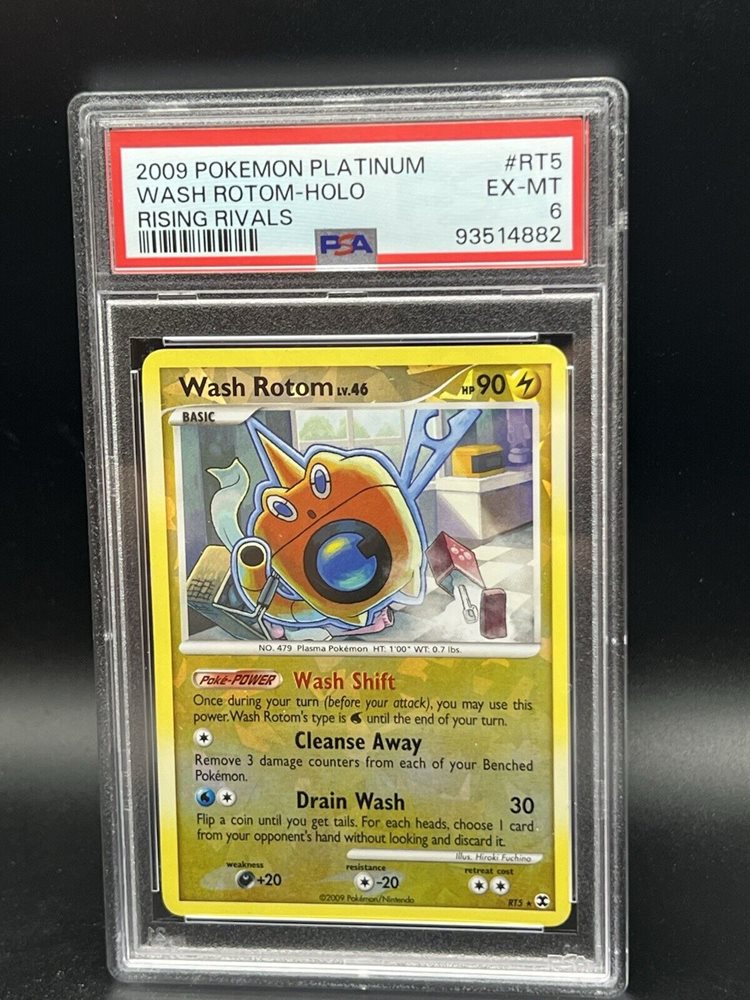 2009 POKEMON PLATINUM #RT5
WASH ROTOM-HOLO EX-MT
RISING RIVALS 6
PSA 93514882
Wash Rotom LV.46 HP 90
BASIC
NO. 479 Plasma Pokémon HT: 1'00" WT: 0.7 lbs.
Poké-POWER Wash Shift
Once during your turn (before your attack), you may use this
power. Wash Rotom's type is until the end of your turn.
Cleanse Away
Remove 3 damage counters from each of your Benched
Pokémon.
Drain Wash 30
Flip a coin until you get tails. For each heads, choose 1 card
from your opponent's hand without looking and discard it.
Illus. Hiroki Fuchino
weakness resistance retreat cost
+20 -20
©2009 Pokémon/Nintendo RT5